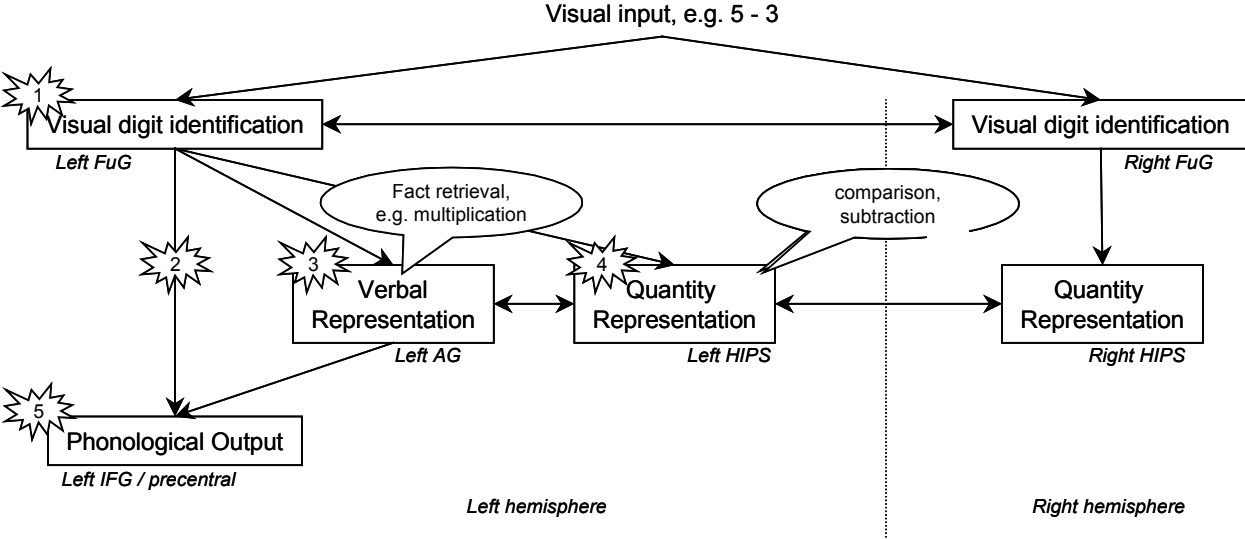 Visual input, e.g. 5 - 3
1
Visual digit identification
Left FuG
Visual digit identification
Right FuG
Fact retrieval,
e.g. multiplication
comparison,
subtraction
2
3
Verbal
Representation
Left AG
4
Quantity
Representation
Left HIPS
Quantity
Representation
Right HIPS
5
Phonological Output
Left IFG / precentral
Left hemisphere
Right hemisphere